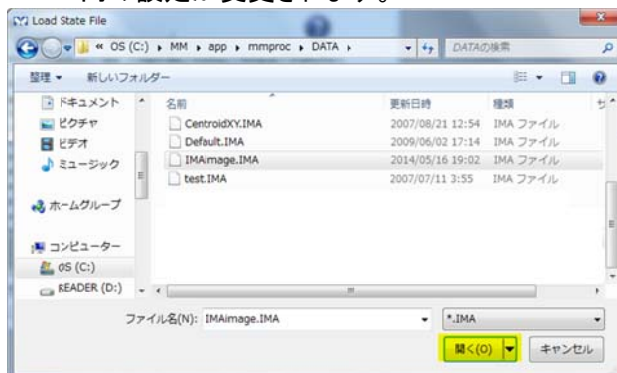 Load State File
« OS (C:) ▸ MM ▸ app ▸ mmproc ▸ DATA ▸
DATAの検索
整理 ▼ 新しいフォルダー
名前 更新日時 種類
ドキュメント
ピクチャ
ビデオ
ミュージック
ホームグループ
コンピューター
OS (C:)
READER (D:)
CentroidXY.IMA 2007/08/21 12:54 IMA ファイル
Default.IMA 2009/06/02 17:14 IMA ファイル
IMAimage.IMA 2014/05/16 19:02 IMA ファイル
test.IMA 2007/07/11 3:55 IMA ファイル
ファイル名(N): IMAimage.IMA
*.IMA
開く(O) キャンセル